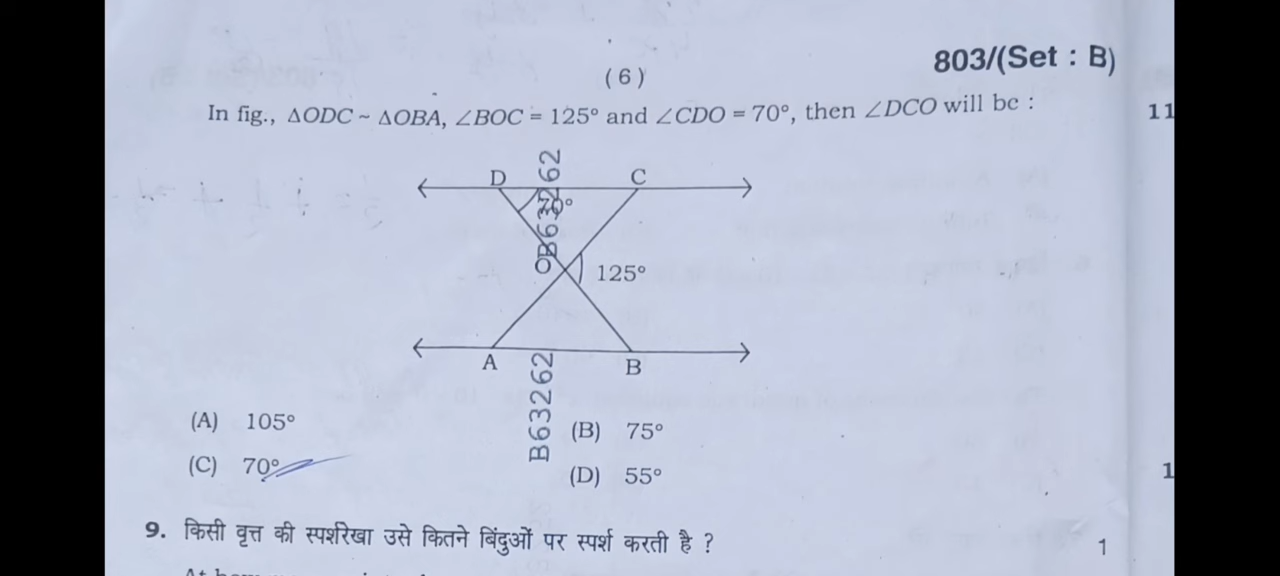 803/(Set : B)
(6)
In fig., ΔODC ~ ΔOBA, ∠BOC = 125° and ∠CDO = 70°, then ∠DCO will be :
11
D
C
70°
O
125°
A
B
B63262
B63262
(A) 105°
(B) 75°
(C) 70°
(D) 55°
1
9. किसी वृत्त की स्पर्शरेखा उसे कितने बिंदुओं पर स्पर्श करती है ?
1